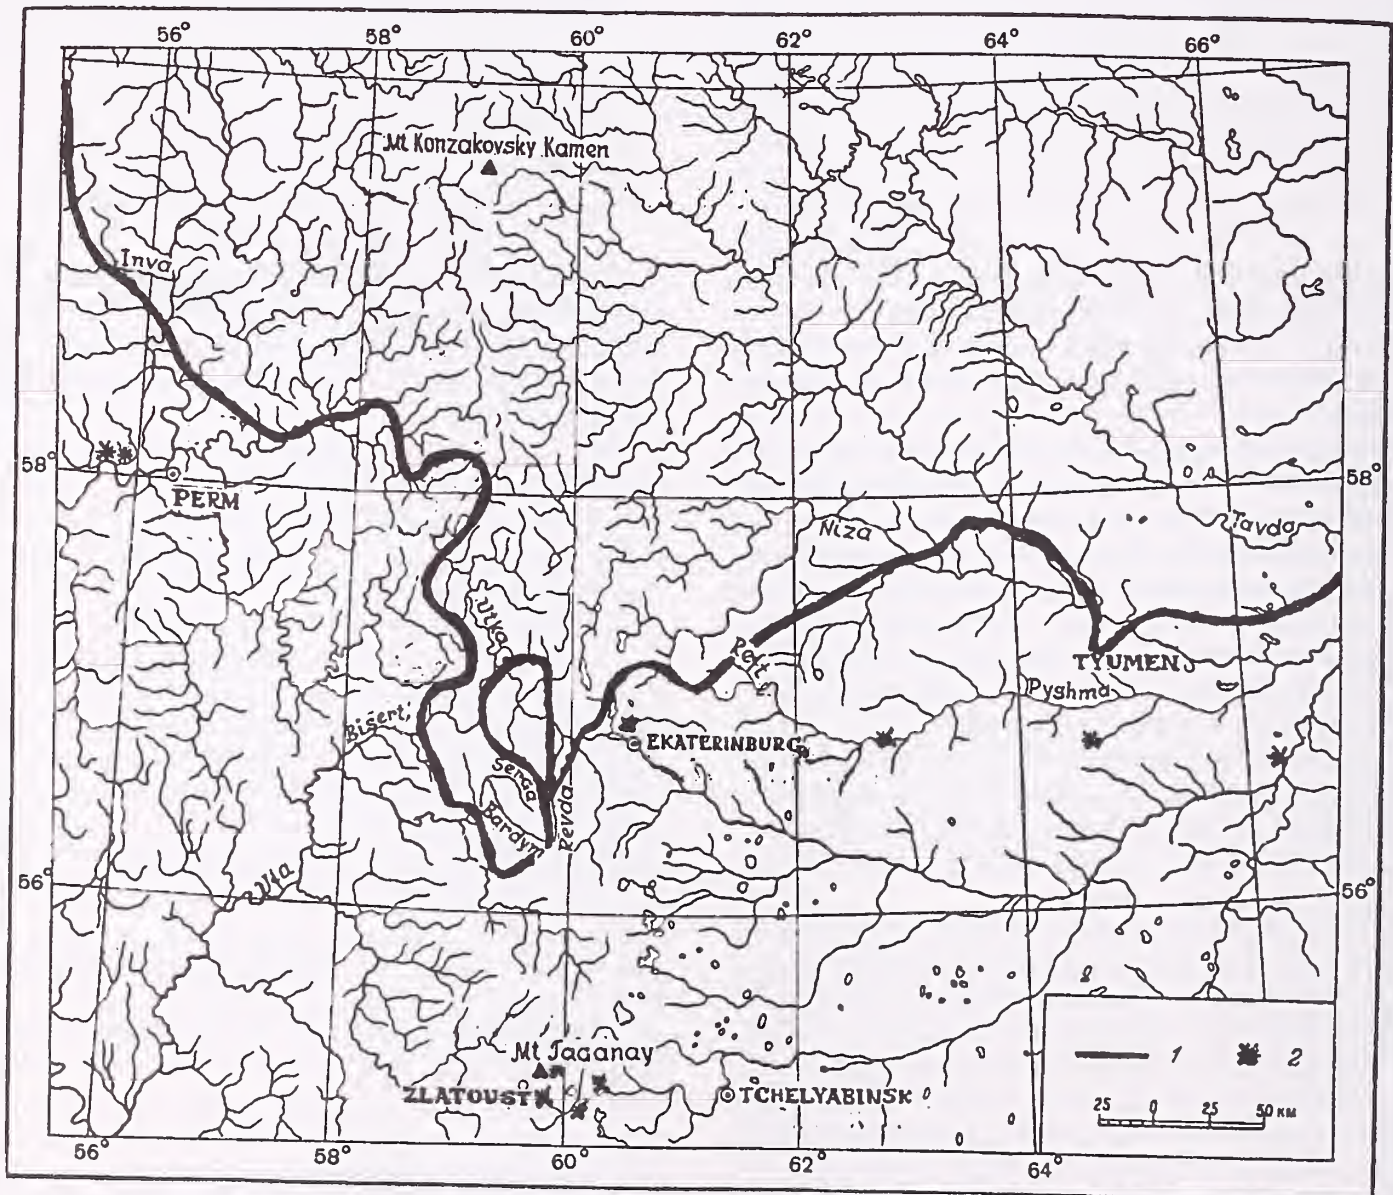 56° 58° 60° 62° 64° 66°
Mt Konzakovsky Kamen
Inva
58° 58°
PERM
Niza
Tavda
Utka
TYUMEN
Pyshma
Bisert,
EKATERINBURG
Serga
Bardym
Revda
56° 56°
Ufa
Mt Taganay
ZLATOUST
TCHELYABINSK
1 2
25 0 25 50 км
56° 58° 60° 62° 64°